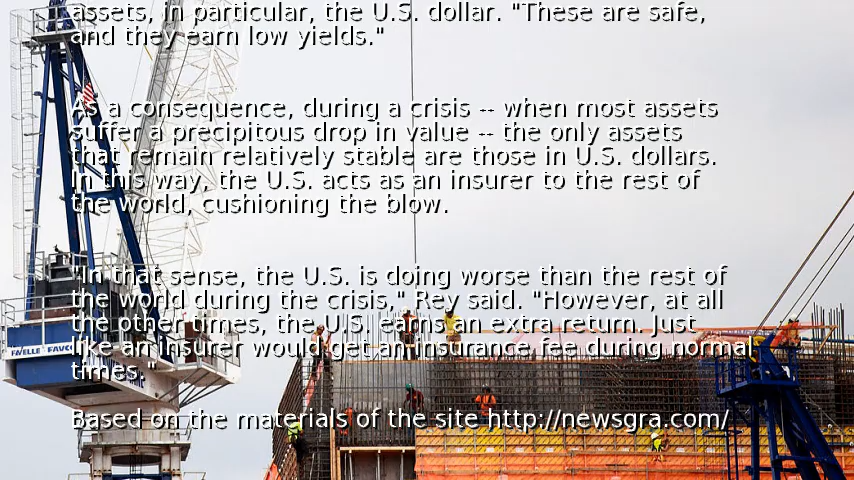 assets, in particular, the U.S. dollar. "These are safe,
and they earn low yields."
As a consequence, during a crisis -- when most assets
suffer a precipitous drop in value -- the only assets
that remain relatively stable are those in U.S. dollars.
In this way, the U.S. acts as an insurer to the rest of
the world, cushioning the blow.
"In that sense, the U.S. is doing worse than the rest of
the world during the crisis," Rey said. "However, at all
the other times, the U.S. earns an extra return. Just
like an insurer would get an insurance fee during normal
times."
FAVELLE FAVCO
Based on the materials of the site http://newsgra.com/